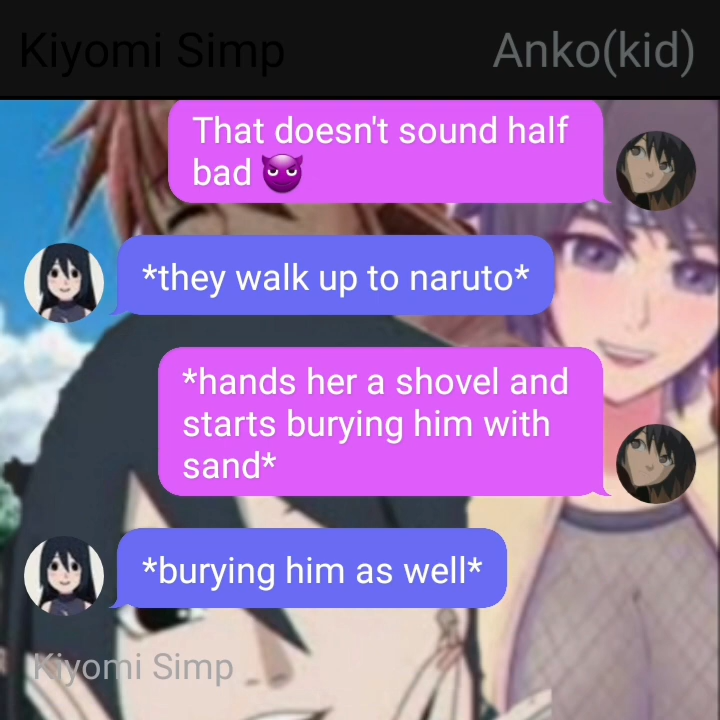 Kiyomi Simp
Anko(kid)
That doesn't sound half
bad 😈
*they walk up to naruto*
*hands her a shovel and
starts burying him with
sand*
*burying him as well*
Kiyomi Simp